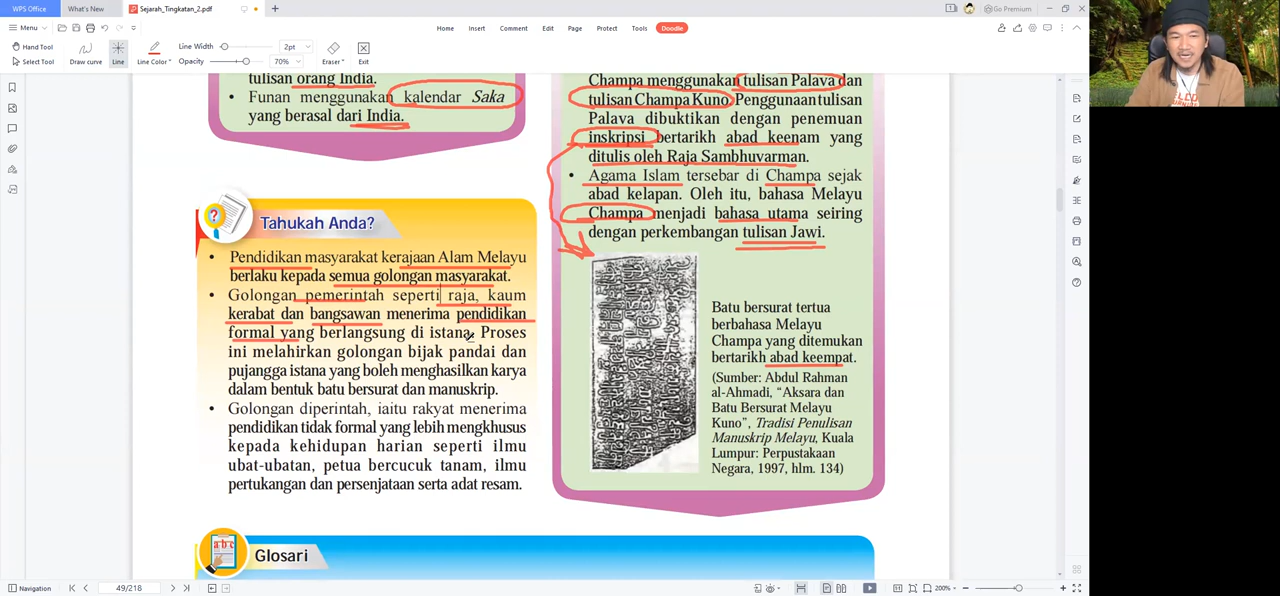 WPS Office
What's New
Sejarah_Tingkatan_2.pdf
Go Premium
Menu
Home
Insert
Comment
Edit
Page
Protect
Tools
Doodle
Hand Tool
Select Tool
Draw curve
Line
Line Color
Line Width
2pt
Opacity
70%
Eraser
Exit
tulisan orang India.
• Funan menggunakan kalendar Saka
yang berasal dari India.
Tahukah Anda?
• Pendidikan masyarakat kerajaan Alam Melayu
berlaku kepada semua golongan masyarakat.
• Golongan pemerintah seperti raja, kaum
kerabat dan bangsawan menerima pendidikan
formal yang berlangsung di istana. Proses
ini melahirkan golongan bijak pandai dan
pujangga istana yang boleh menghasilkan karya
dalam bentuk batu bersurat dan manuskrip.
• Golongan diperintah, iaitu rakyat menerima
pendidikan tidak formal yang lebih mengkhusus
kepada kehidupan harian seperti ilmu
ubat-ubatan, petua bercucuk tanam, ilmu
pertukangan dan persenjataan serta adat resam.
Champa menggunakan tulisan Palava dan
tulisan Champa Kuno. Penggunaan tulisan
Palava dibuktikan dengan penemuan
inskripsi bertarikh abad keenam yang
ditulis oleh Raja Sambhuvarman.
• Agama Islam tersebar di Champa sejak
abad kelapan. Oleh itu, bahasa Melayu
Champa menjadi bahasa utama seiring
dengan perkembangan tulisan Jawi.
Batu bersurat tertua
berbahasa Melayu
Champa yang ditemukan
bertarikh abad keempat.
(Sumber: Abdul Rahman
al-Ahmadi, “Aksara dan
Batu Bersurat Melayu
Kuno”, Tradisi Penulisan
Manuskrip Melayu, Kuala
Lumpur: Perpustakaan
Negara, 1997, hlm. 134)
abc
Glosari
Navigation
49/218
200%